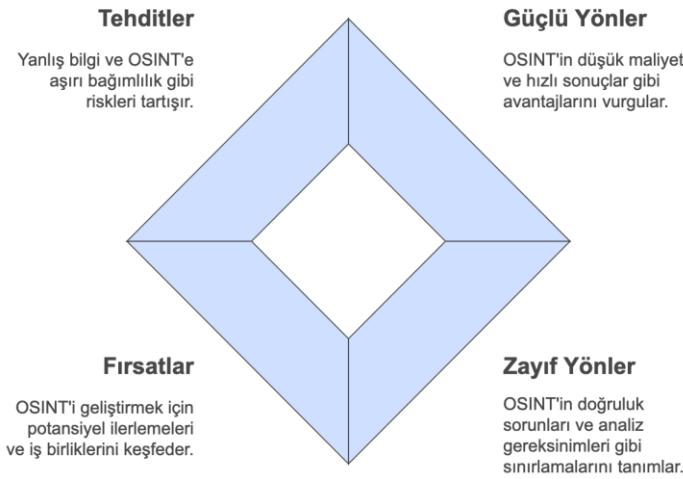 Tehditler
Yanlış bilgi ve OSINT'e
aşırı bağımlılık gibi
riskleri tartışır.
Güçlü Yönler
OSINT'in düşük maliyet
ve hızlı sonuçlar gibi
avantajlarını vurgular.
Fırsatlar
OSINT'i geliştirmek için
potansiyel ilerlemeleri
ve iş birliklerini keşfeder.
Zayıf Yönler
OSINT'in doğruluk
sorunları ve analiz
gereksinimleri gibi
sınırlamalarını tanımlar.